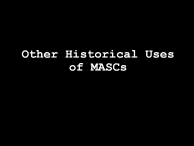 Other Historical Uses
of MASCs